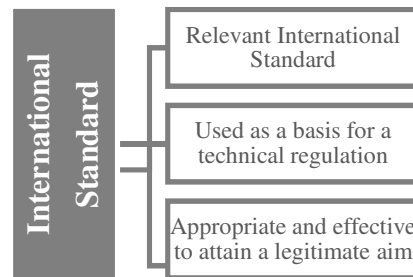 International
Standard
Relevant International
Standard
Used as a basis for a
technical regulation
Appropriate and effective
to attain a legitimate aim